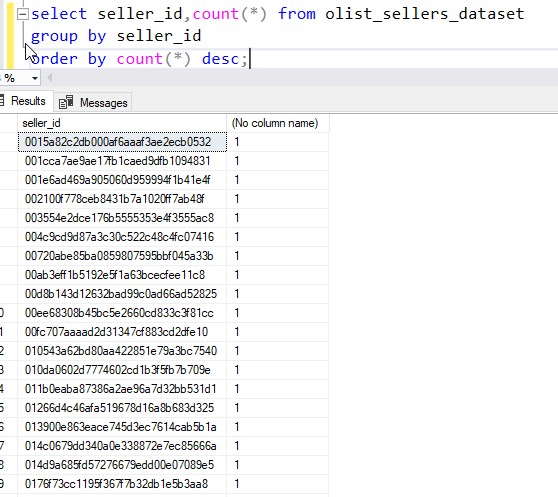 select seller_id,count(*) from olist_sellers_dataset
group by seller_id
order by count(*) desc;
%
Results Messages
seller_id (No column name)
0015a82c2db000af6aaaf3ae2ecb0532 1
001cca7ae9ae17fb1caed9dfb1094831 1
001e6ad469a905060d959994f1b41e4f 1
002100f778ceb8431b7a1020ff7ab48f 1
003554e2dce176b5555353e4f3555ac8 1
004c9cd9d87a3c30c522c48c4fc07416 1
00720abe85ba0859807595bbf045a33b 1
00ab3eff1b5192e5f1a63bcecfee11c8 1
00d8b143d12632bad99c0ad66ad52825 1
0 00ee68308b45bc5e2660cd833c3f81cc 1
1 00fc707aaaad2d31347cf883cd2dfe10 1
2 010543a62bd80aa422851e79a3bc7540 1
3 010da0602d7774602cd1b3f5fb7b709e 1
4 011b0eaba87386a2ae96a7d32bb531d1 1
5 01266d4c46afa519678d16a8b683d325 1
6 013900e863eace745d3ec7614cab5b1a 1
7 014c0679dd340a0e338872e7ec85666a 1
8 014d9a685fd57276679edd00e07089e5 1
9 0176f73cc1195f367f7b32db1e5b3aa8 1